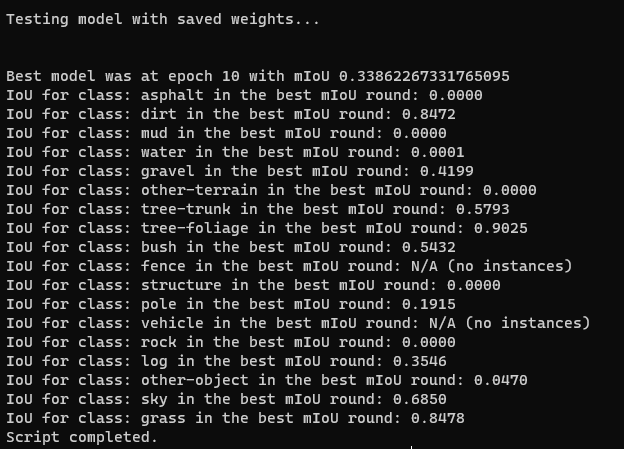 Testing model with saved weights...
Best model was at epoch 10 with mIoU 0.33862267331765095
IoU for class: asphalt in the best mIoU round: 0.0000
IoU for class: dirt in the best mIoU round: 0.8472
IoU for class: mud in the best mIoU round: 0.0000
IoU for class: water in the best mIoU round: 0.0001
IoU for class: gravel in the best mIoU round: 0.4199
IoU for class: other-terrain in the best mIoU round: 0.0000
IoU for class: tree-trunk in the best mIoU round: 0.5793
IoU for class: tree-foliage in the best mIoU round: 0.9025
IoU for class: bush in the best mIoU round: 0.5432
IoU for class: fence in the best mIoU round: N/A (no instances)
IoU for class: structure in the best mIoU round: 0.0000
IoU for class: pole in the best mIoU round: 0.1915
IoU for class: vehicle in the best mIoU round: N/A (no instances)
IoU for class: rock in the best mIoU round: 0.0000
IoU for class: log in the best mIoU round: 0.3546
IoU for class: other-object in the best mIoU round: 0.0470
IoU for class: sky in the best mIoU round: 0.6850
IoU for class: grass in the best mIoU round: 0.8478
Script completed.